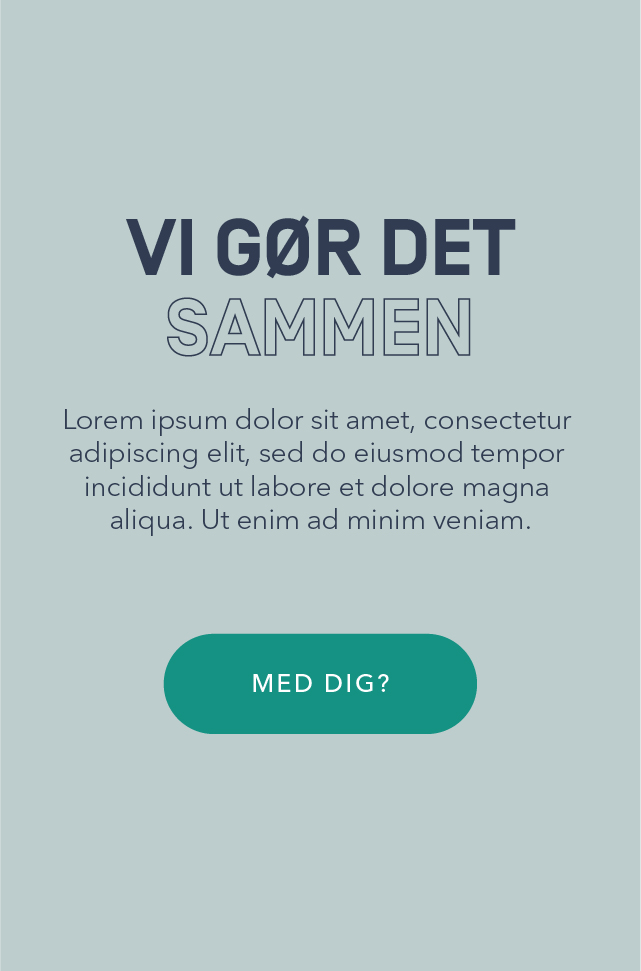 VI GØR DET
SAMMEN
Lorem ipsum dolor sit amet, consectetur
adipiscing elit, sed do eiusmod tempor
incididunt ut labore et dolore magna
aliqua. Ut enim ad minim veniam.
MED DIG?